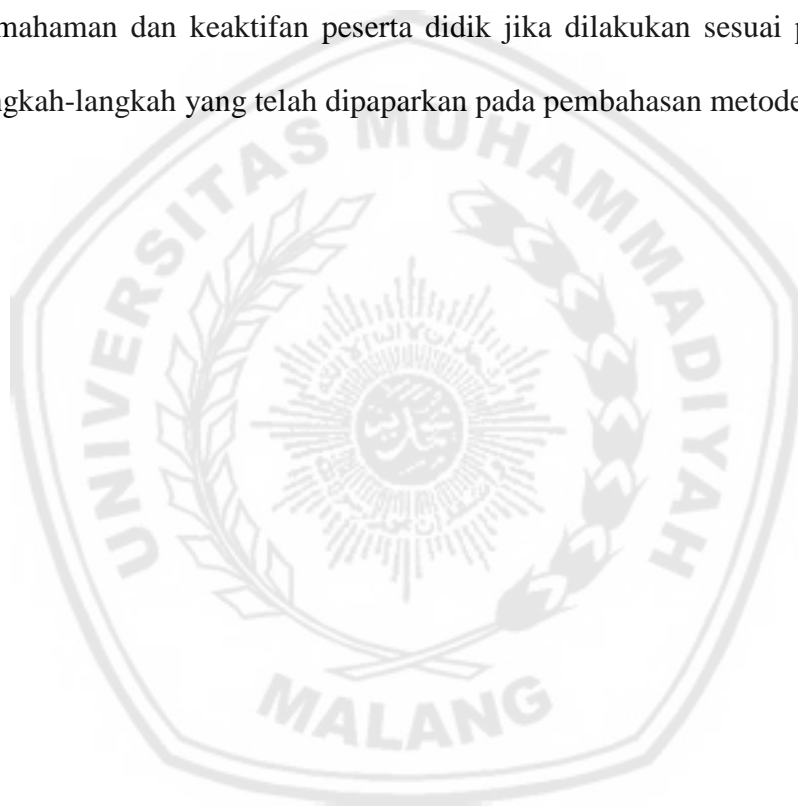 mahaman dan keaktifan peserta didik jika dilakukan sesuai p
ngkah-langkah yang telah dipaparkan pada pembahasan metode
UNIVERSITAS MUHAMMADIYAH
MALANG